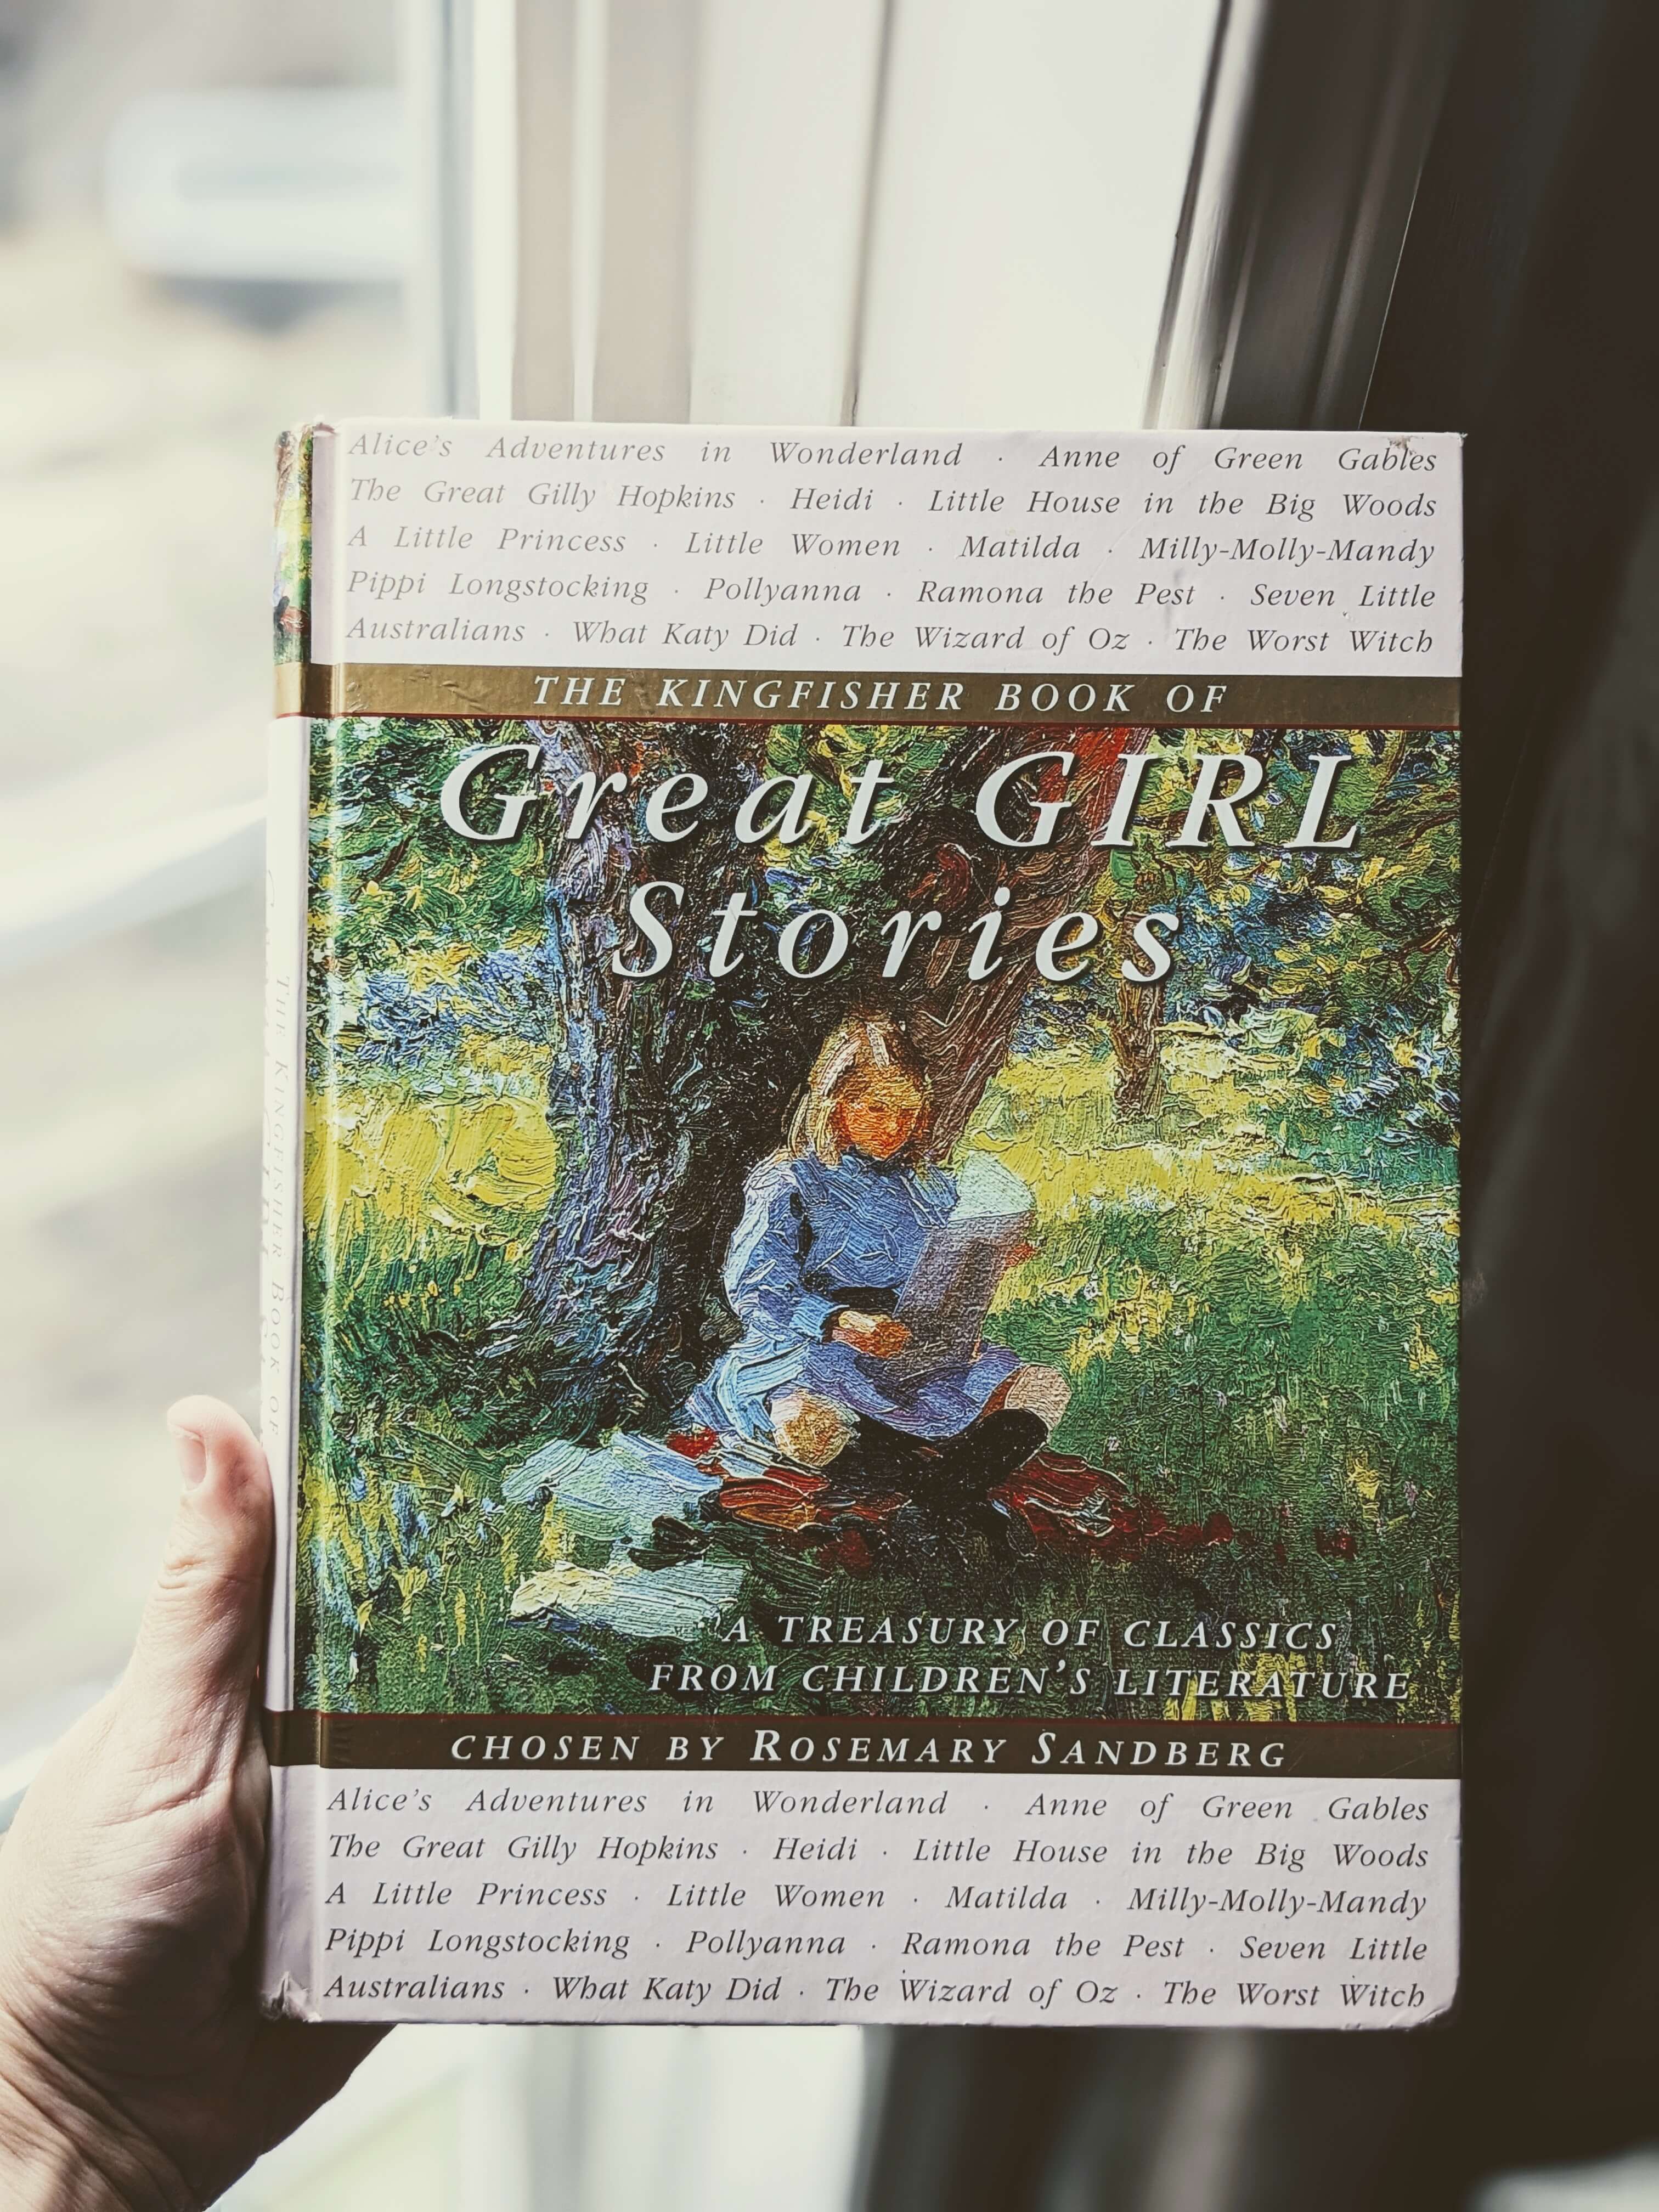 Alice's Adventures in Wonderland · Anne of Green Gables
The Great Gilly Hopkins · Heidi · Little House in the Big Woods
A Little Princess · Little Women · Matilda · Milly-Molly-Mandy
Pippi Longstocking · Pollyanna · Ramona the Pest · Seven Little
Australians · What Katy Did · The Wizard of Oz · The Worst Witch
THE KINGFISHER BOOK OF
Great GIRL
Stories
A TREASURY OF CLASSICS
FROM CHILDREN'S LITERATURE
CHOSEN BY ROSEMARY SANDBERG
Alice's Adventures in Wonderland · Anne of Green Gables
The Great Gilly Hopkins · Heidi · Little House in the Big Woods
A Little Princess · Little Women · Matilda · Milly-Molly-Mandy
Pippi Longstocking · Pollyanna · Ramona the Pest · Seven Little
Australians · What Katy Did · The Wizard of Oz · The Worst Witch
THE KINGFISHER BOOK OF